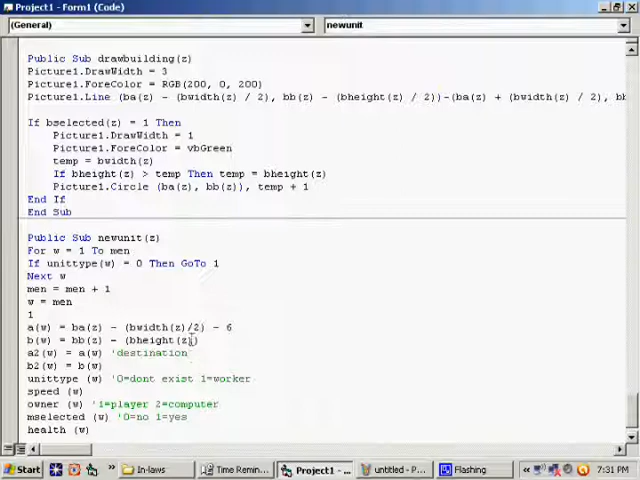 Project1 - Form1 (Code)
(General) newunit
Public Sub drawbuilding(z)
Picture1.DrawWidth = 3
Picture1.ForeColor = RGB(200, 0, 200)
Picture1.Line (ba(z) - (bwidth(z) / 2), bb(z) - (bheight(z) / 2))-(ba(z) + (bwidth(z) / 2), bb
If bselected(z) = 1 Then
Picture1.DrawWidth = 1
Picture1.ForeColor = vbGreen
temp = bwidth(z)
If bheight(z) > temp Then temp = bheight(z)
Picture1.Circle (ba(z), bb(z)), temp + 1
End If
End Sub
Public Sub newunit(z)
For w = 1 To men
If unittype(w) = 0 Then GoTo 1
Next w
men = men + 1
w = men
1
a(w) = ba(z) - (bwidth(z)/2) - 6
b(w) = bb(z) - (bheight(z))
a2(w) = a(w) 'destination
b2(w) = b(w)
unittype (w) '0=dont exist 1=worker
speed (w)
owner (w) '1=player 2=computer
mselected (w) '0=no 1=yes
health (w)
Start In-laws Time Remin... Project1 - ... untitled - P... Flashing 7:31 PM